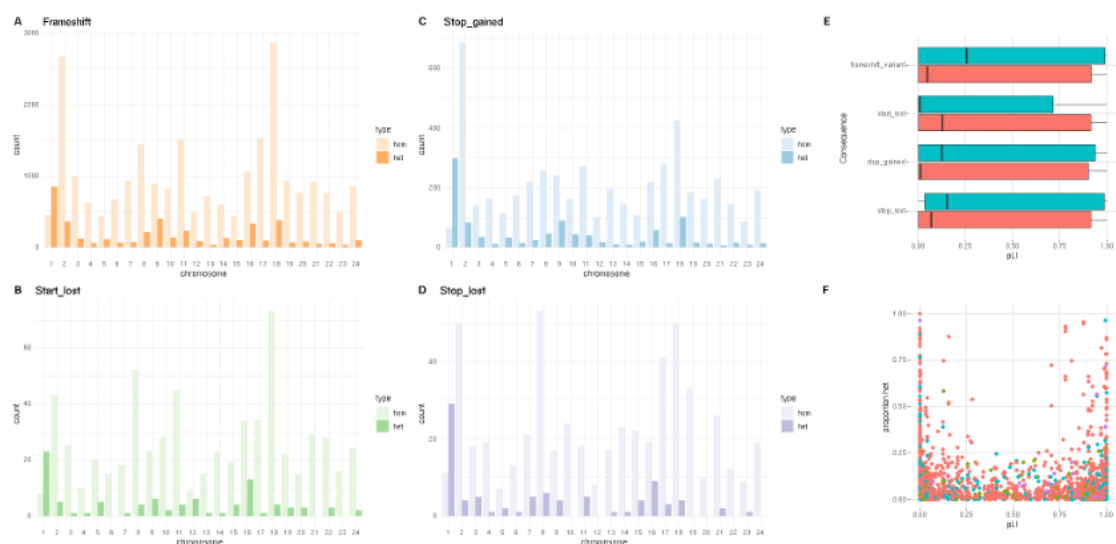 A Frameshift
3000
2000
1000
0
count
type
hom
het
1 2 3 4 5 6 7 8 9 10 11 12 13 14 15 16 17 18 19 20 21 22 23 24
chromosome
B Start_lost
60
40
20
0
count
type
hom
het
1 2 3 4 5 6 7 8 9 10 11 12 13 14 15 16 17 18 19 20 21 22 23 24
chromosome
C Stop_gained
600
400
200
0
count
type
hom
het
1 2 3 4 5 6 7 8 9 10 11 12 13 14 15 16 17 18 19 20 21 22 23 24
chromosome
D Stop_lost
40
20
0
count
type
hom
het
1 2 3 4 5 6 7 8 9 10 11 12 13 14 15 16 17 18 19 20 21 22 23 24
chromosome
E
frameshift_variant
start_lost
stop_gained
stop_lost
Consequence
0.00 0.25 0.50 0.75 1.00
pLI
F
1.00
0.75
0.50
0.25
0.00
proportion het
0.00 0.25 0.50 0.75 1.00
pLI